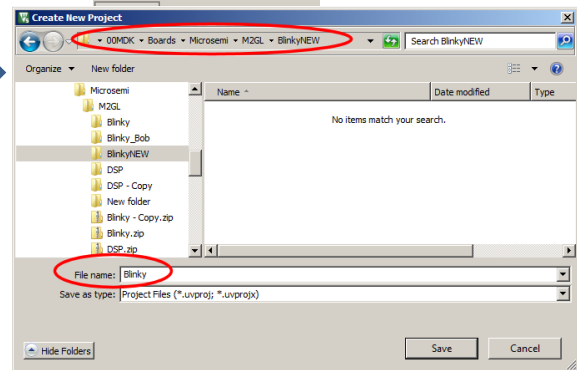 Create New Project
00MDK Boards Microsemi M2GL BlinkyNEW Search BlinkyNEW
Organize New folder
Name Date modified Type
No items match your search.
Microsemi
M2GL
Blinky
Blinky_Bob
BlinkyNEW
DSP
DSP - Copy
New folder
Blinky - Copy.zip
Blinky.zip
DSP.zip
File name: Blinky
Save as type: Project Files (*.uvproj; *.uvprojx)
Hide Folders Save Cancel